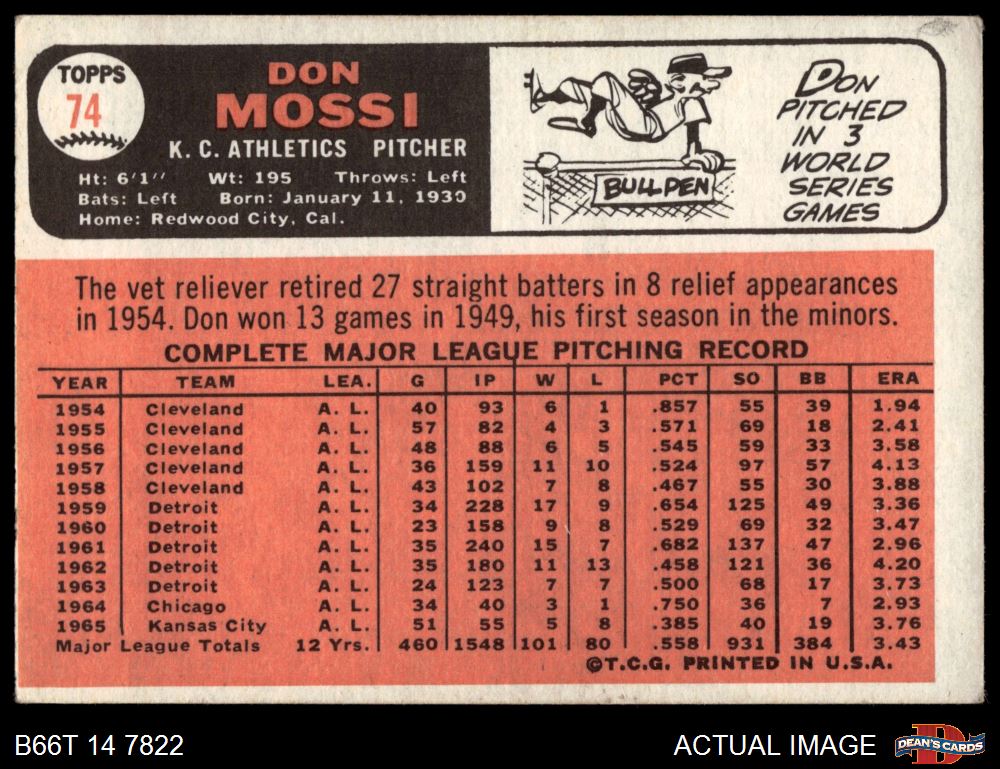 TOPPS
74
DON
MOSSI
K. C. ATHLETICS PITCHER
Ht: 6'1'' Wt: 195 Throws: Left
Bats: Left Born: January 11, 1930
Home: Redwood City, Cal.
BULLPEN
DON
PITCHED
IN 3
WORLD
SERIES
GAMES
The vet reliever retired 27 straight batters in 8 relief appearances
in 1954. Don won 13 games in 1949, his first season in the minors.
COMPLETE MAJOR LEAGUE PITCHING RECORD
YEAR TEAM LEA. G IP W L PCT SO BB ERA
1954 Cleveland A. L. 40 93 6 1 .857 55 39 1.94
1955 Cleveland A. L. 57 82 4 3 .571 69 18 2.41
1956 Cleveland A. L. 48 88 6 5 .545 59 33 3.58
1957 Cleveland A. L. 36 159 11 10 .524 97 57 4.13
1958 Cleveland A. L. 43 102 7 8 .467 55 30 3.88
1959 Detroit A. L. 34 228 17 9 .654 125 49 3.36
1960 Detroit A. L. 23 158 9 8 .529 69 32 3.47
1961 Detroit A. L. 35 240 15 7 .682 137 47 2.96
1962 Detroit A. L. 35 180 11 13 .458 121 36 4.20
1963 Detroit A. L. 24 123 7 7 .500 68 17 3.73
1964 Chicago A. L. 34 40 3 1 .750 36 7 2.93
1965 Kansas City A. L. 51 55 5 8 .385 40 19 3.76
Major League Totals 12 Yrs. 460 1548 101 80 .558 931 384 3.43
©T.C.G. PRINTED IN U.S.A.
B66T 14 7822
ACTUAL IMAGE
DEAN'S CARDS